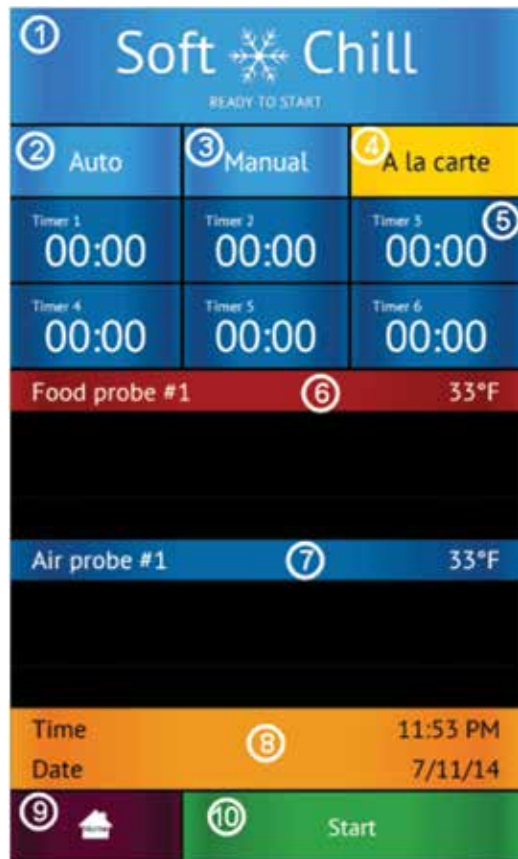 1
Soft Chill
READY TO START
2 Auto 3 Manual 4 A la carte
Timer 1 Timer 2 Timer 3 5
00:00 00:00 00:00
Timer 4 Timer 5 Timer 6
00:00 00:00 00:00
Food probe #1 6 33°F
Air probe #1 7 33°F
Time 11:53 PM
8
Date 7/11/14
9 10 Start